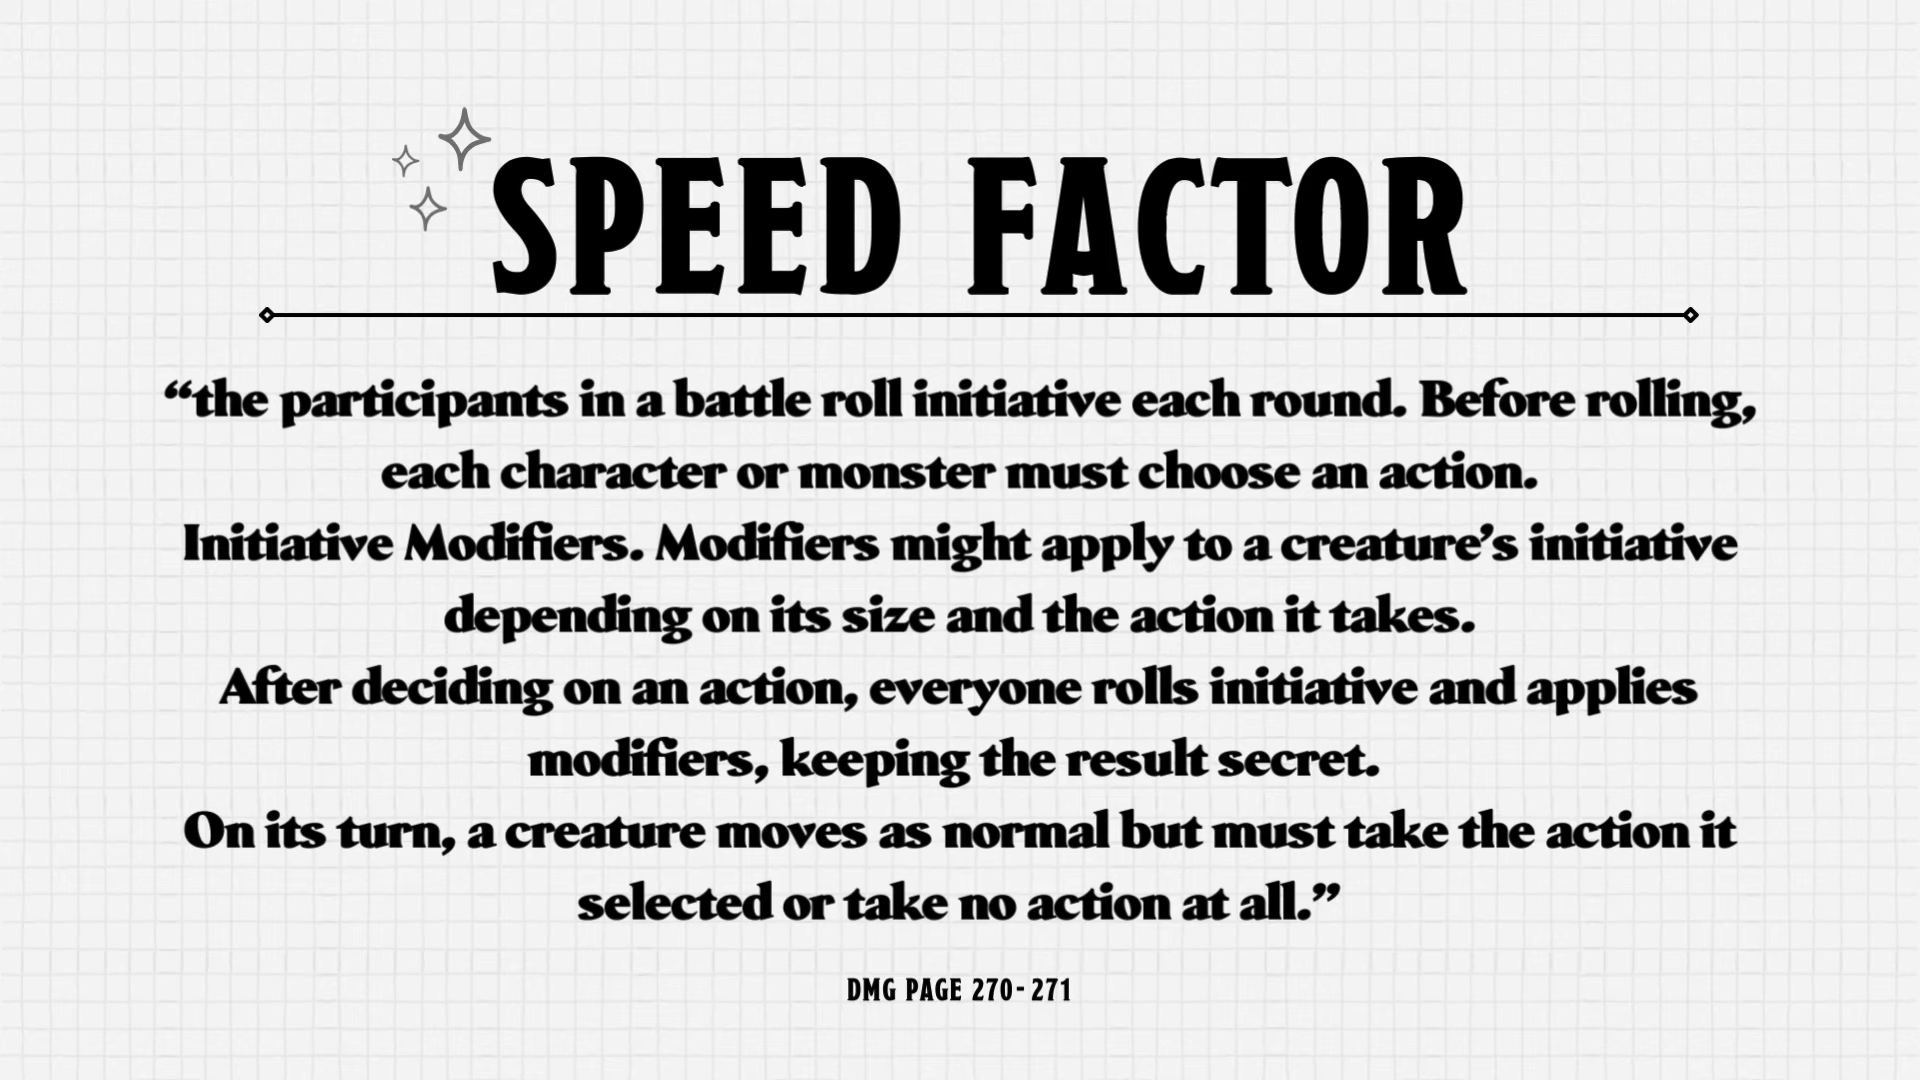 SPEED FACTOR
“the participants in a battle roll initiative each round. Before rolling,
each character or monster must choose an action.
Initiative Modifiers. Modifiers might apply to a creature’s initiative
depending on its size and the action it takes.
After deciding on an action, everyone rolls initiative and applies
modifiers, keeping the result secret.
On its turn, a creature moves as normal but must take the action it
selected or take no action at all.”
DMG PAGE 270-271